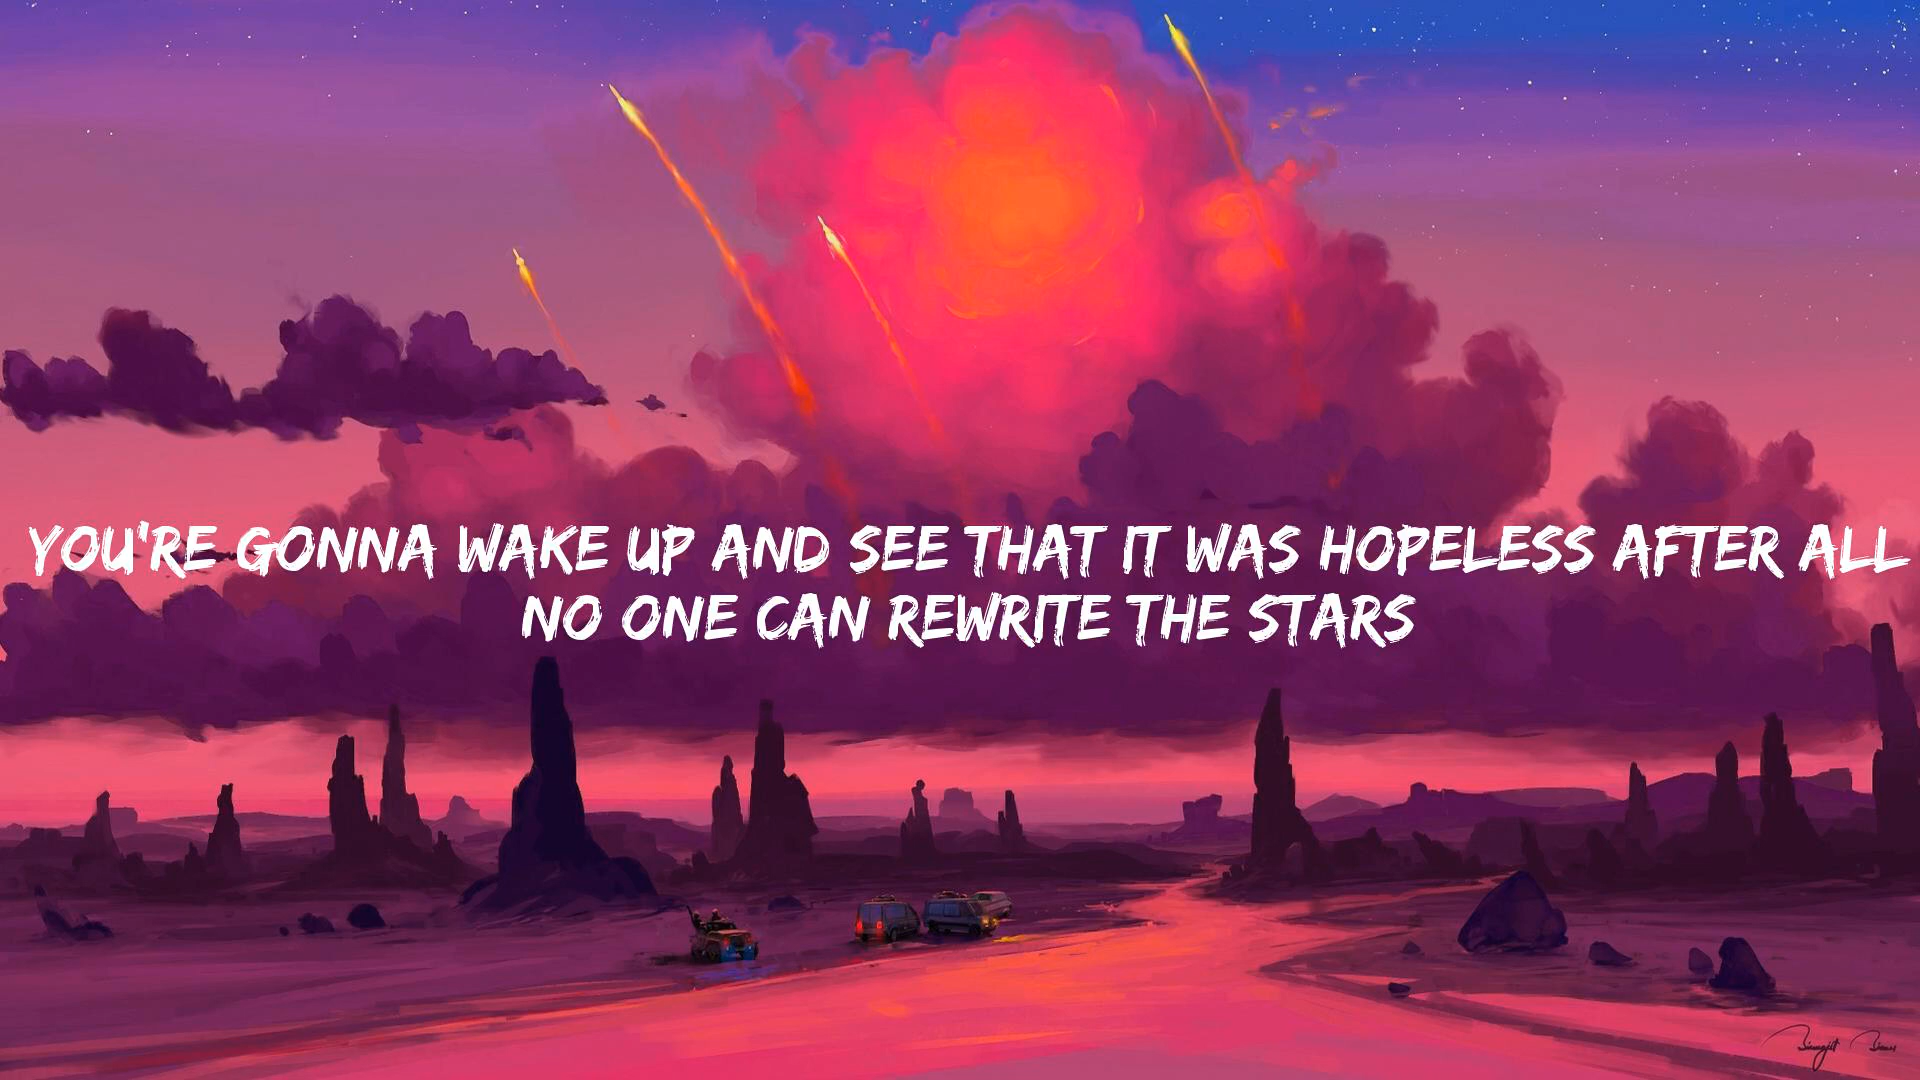 YOU'RE GONNA WAKE UP AND SEE THAT IT WAS HOPELESS AFTER ALL
NO ONE CAN REWRITE THE STARS